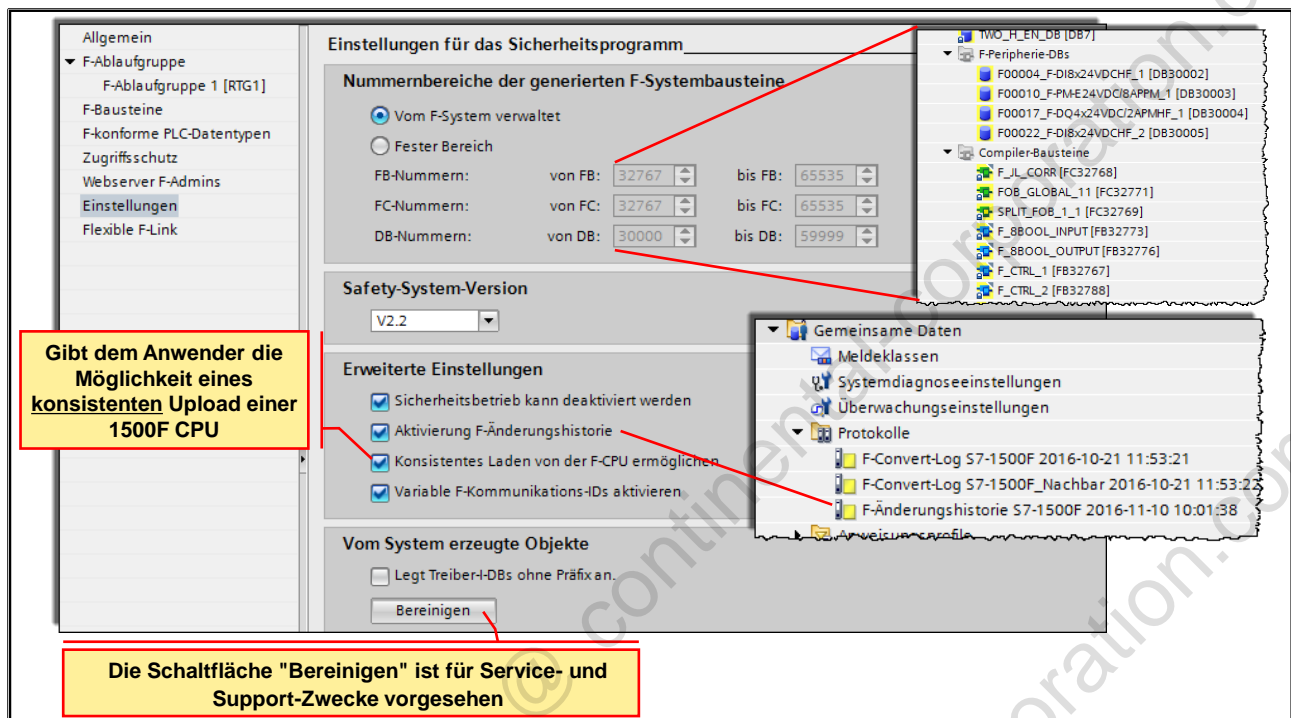 Allgemein
F-Ablaufgruppe
F-Ablaufgruppe 1 [RTG1]
F-Bausteine
F-konforme PLC-Datentypen
Zugriffsschutz
Webserver F-Admins
Einstellungen
Flexible F-Link
Einstellungen für das Sicherheitsprogramm
Nummernbereiche der generierten F-Systembausteine
Vom F-System verwaltet
Fester Bereich
FB-Nummern: von FB: 32767 bis FB: 65535
FC-Nummern: von FC: 32767 bis FC: 65535
DB-Nummern: von DB: 30000 bis DB: 59999
Safety-System-Version
V2.2
Erweiterte Einstellungen
Sicherheitsbetrieb kann deaktiviert werden
Aktivierung F-Änderungshistorie
Konsistentes Laden von der F-CPU ermöglichen
Variable F-Kommunikations-IDs aktivieren
Vom System erzeugte Objekte
Legt Treiber-I-DBs ohne Präfix an.
Bereinigen
TWO_H_EN_DB [DB7]
F-Peripherie-DBs
F00004_F-DI8x24VDCHF_1 [DB30002]
F00010_F-PM-E24VDC/8APPM_1 [DB30003]
F00017_F-DQ4x24VDC/2APMHF_1 [DB30004]
F00022_F-DI8x24VDCHF_2 [DB30005]
Compiler-Bausteine
F_JL_CORR [FC32768]
FOB_GLOBAL_11 [FC32771]
SPLIT_FOB_1_1 [FC32769]
F_8BOOL_INPUT [FB32773]
F_8BOOL_OUTPUT [FB32776]
F_CTRL_1 [FB32767]
F_CTRL_2 [FB32788]
Gemeinsame Daten
Meldeklassen
Systemdiagnoseeinstellungen
Überwachungseinstellungen
Protokolle
F-Convert-Log S7-1500F 2016-10-21 11:53:21
F-Convert-Log S7-1500F_Nachbar 2016-10-21 11:53:22
F-Änderungshistorie S7-1500F 2016-11-10 10:01:38
Anweisungsprofile
Gibt dem Anwender die
Möglichkeit eines
konsistenten Upload einer
1500F CPU
Die Schaltfläche "Bereinigen" ist für Service- und
Support-Zwecke vorgesehen
@ continental-corporation.co